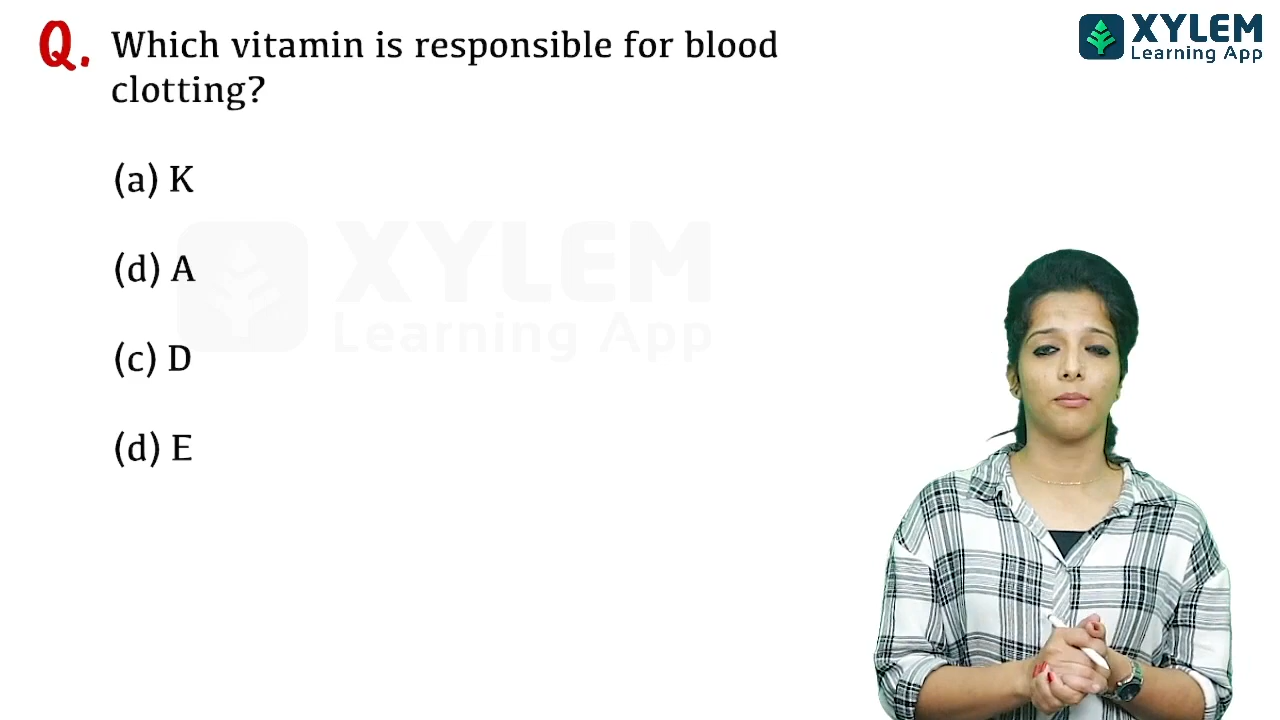 Q. Which vitamin is responsible for blood
clotting?
(a) K
(d) A
(c) D
(d) E
XYLEM
Learning App
XYLEM
Learning App